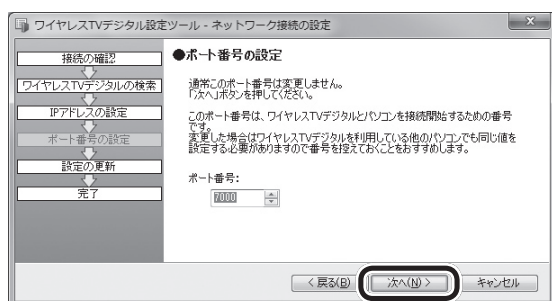 ワイヤレスTVデジタル設定ツール - ネットワーク接続の設定
接続の確認
ワイヤレスTVデジタルの検索
IPアドレスの設定
ポート番号の設定
設定の更新
完了
●ポート番号の設定
通常このポート番号は変更しません。
「次へ」ボタンを押してください。
このポート番号は、ワイヤレスTVデジタルとパソコンを接続開始するための番号
です。
変更した場合はワイヤレスTVデジタルを利用している他のパソコンでも同じ値を
設定する必要がありますので番号を控えておくことをおすすめします。
ポート番号:
7000
< 戻る(B)
次へ(N) >
キャンセル